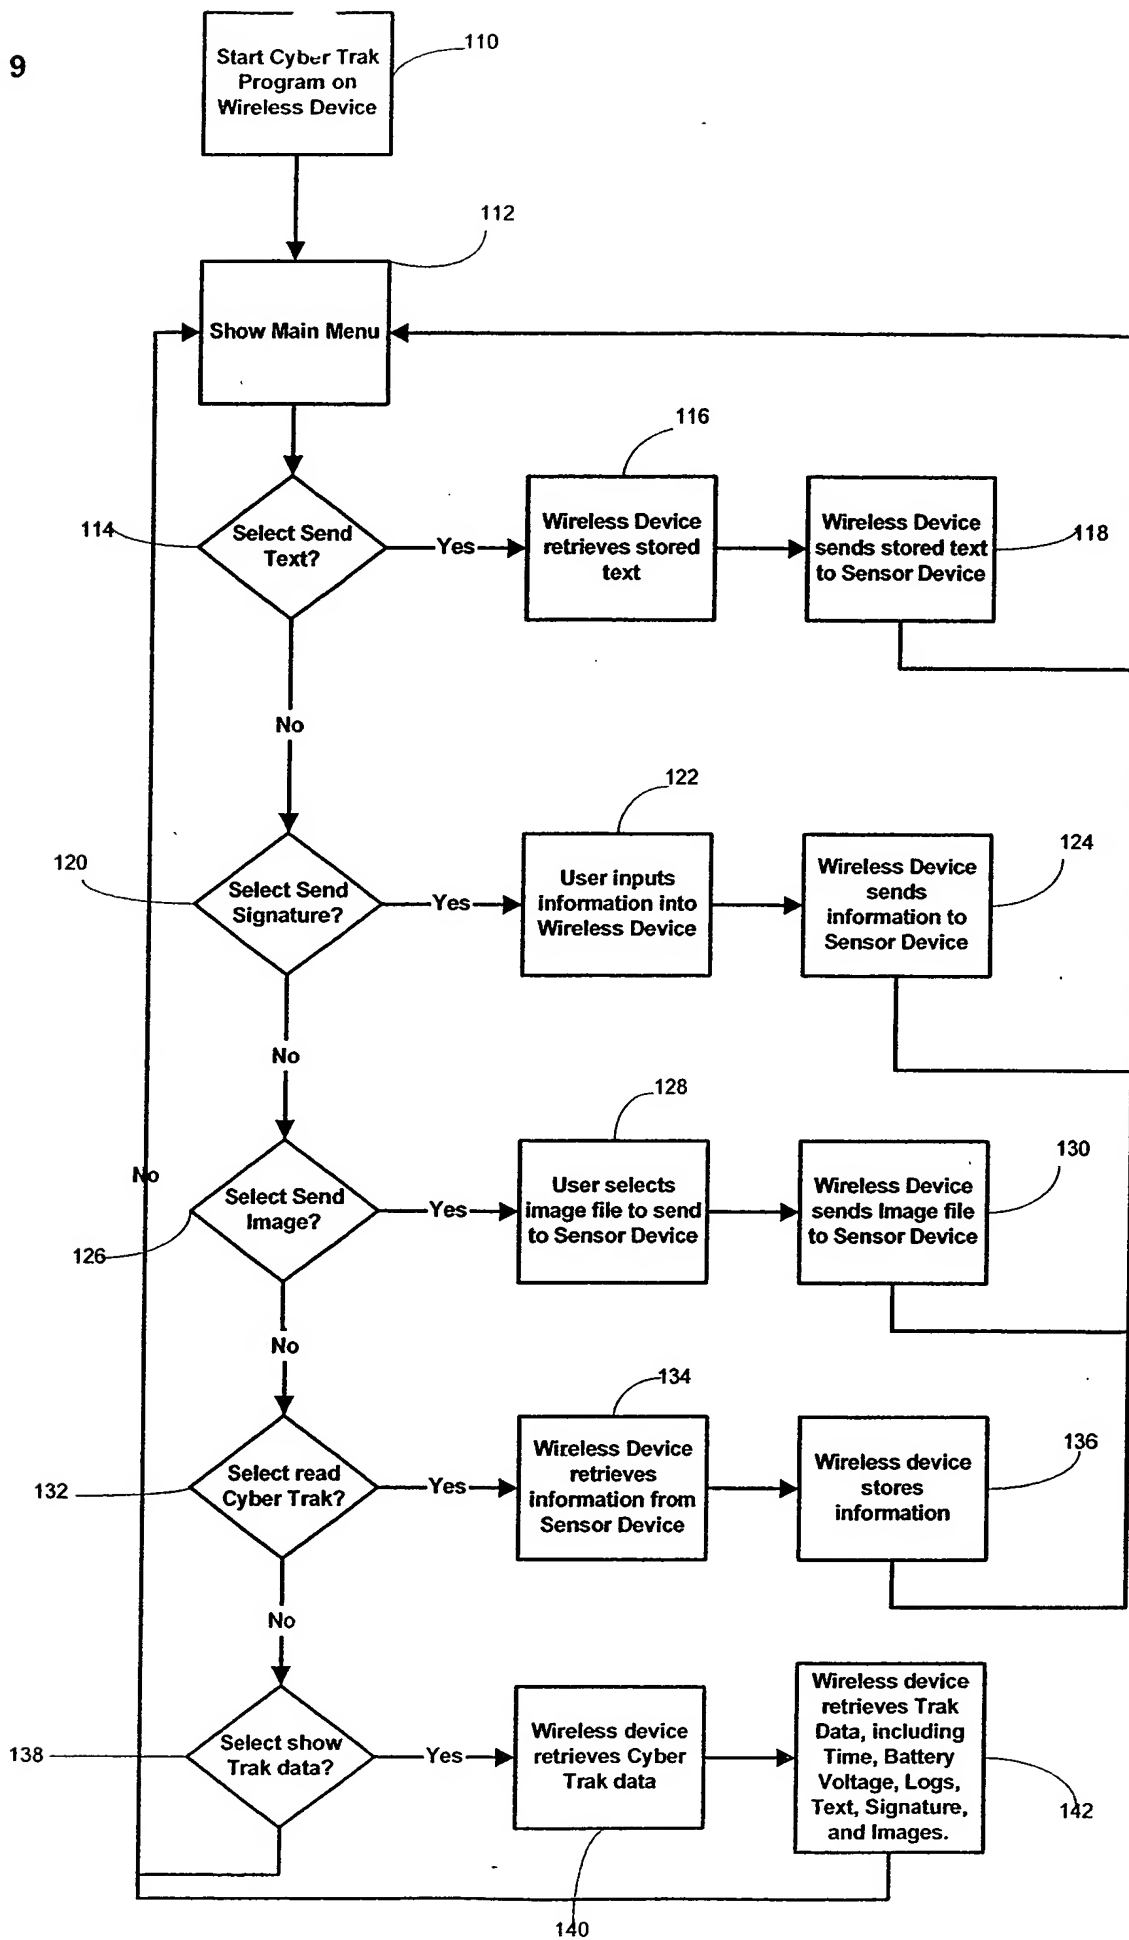 9
Start Cyber Trak
Program on
Wireless Device
110
112
Show Main Menu
116
114
Select Send
Text?
Yes
Wireless Device
retrieves stored
text
Wireless Device
sends stored text
to Sensor Device
118
No
122
120
Select Send
Signature?
Yes
User inputs
information into
Wireless Device
Wireless Device
sends
information to
Sensor Device
124
No
128
No
126
Select Send
Image?
Yes
User selects
image file to send
to Sensor Device
Wireless Device
sends Image file
to Sensor Device
130
No
134
132
Select read
Cyber Trak?
Yes
Wireless Device
retrieves
information from
Sensor Device
Wireless device
stores
information
136
No
138
Select show
Trak data?
Yes
Wireless device
retrieves Cyber
Trak data
Wireless device
retrieves Trak
Data, including
Time, Battery
Voltage, Logs,
Text, Signature,
and Images.
142
140